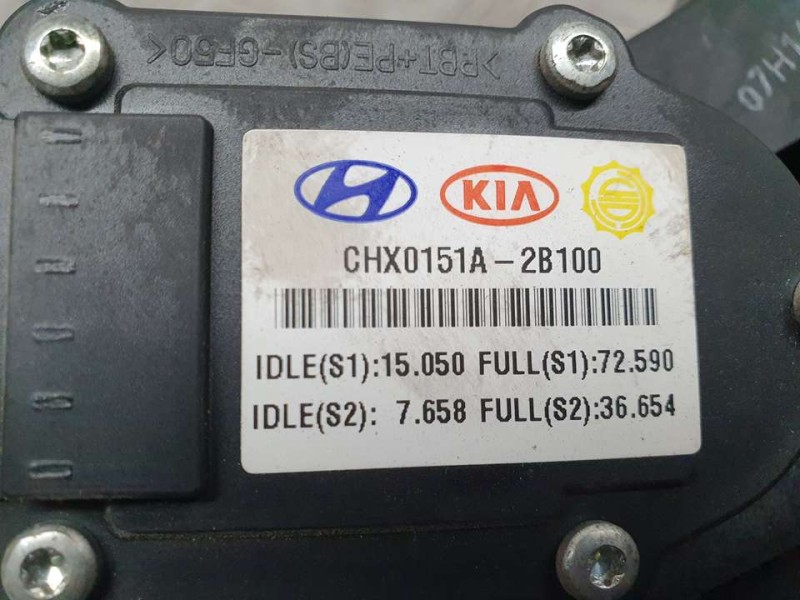 >PBT+PE(BS)-GF50<
07H1
KIA
CHX0151A-2B100
IDLE(S1):15.050 FULL(S1):72.590
IDLE(S2): 7.658 FULL(S2):36.654